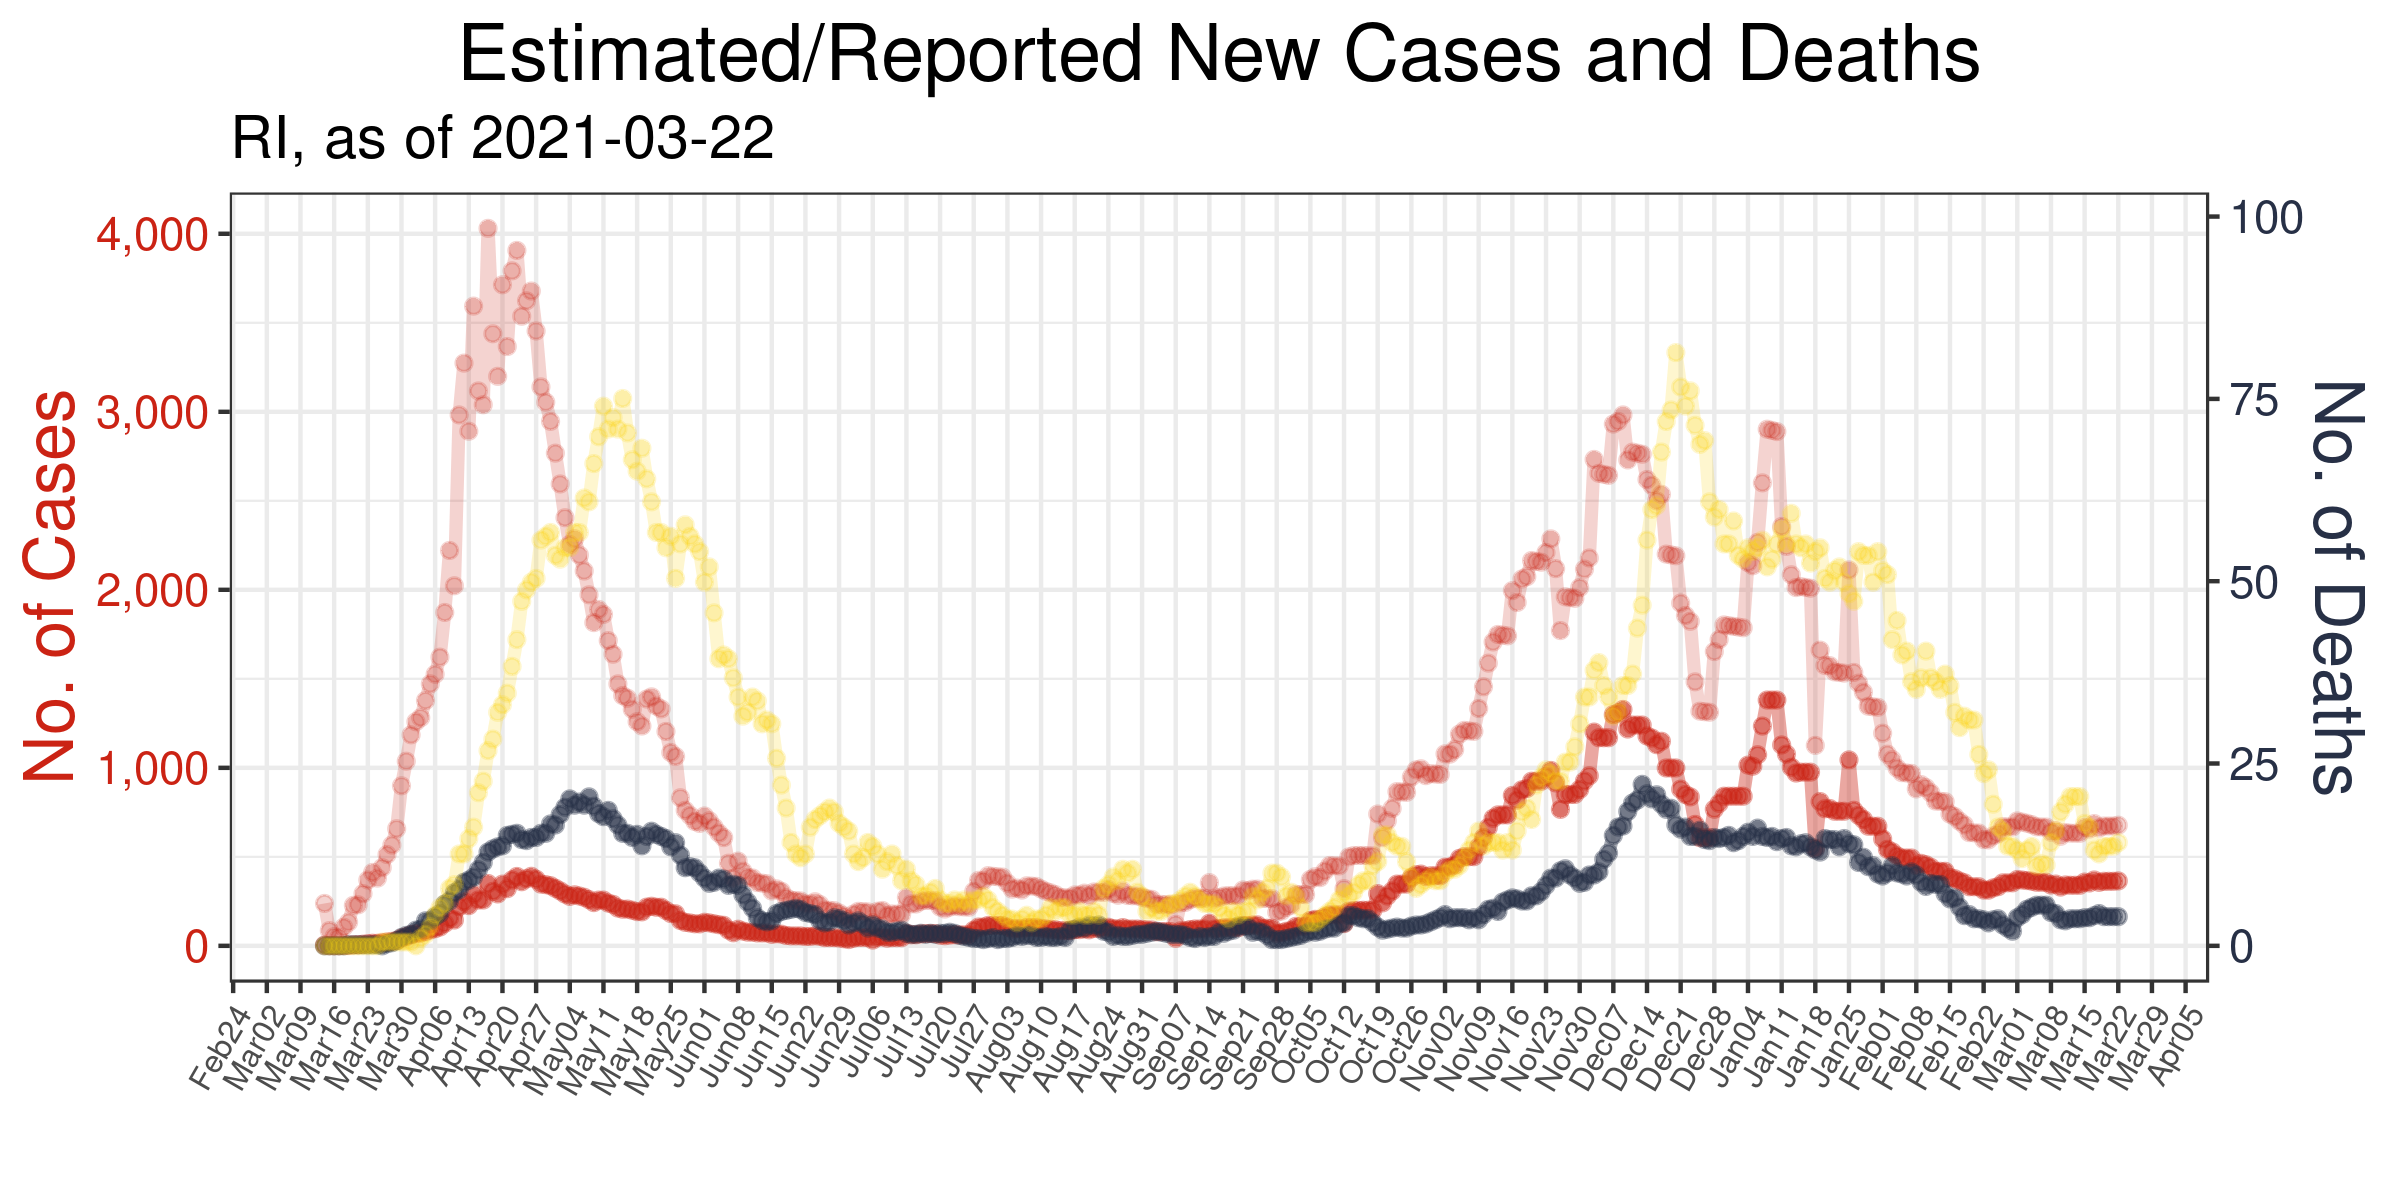 Estimated/Reported New Cases and Deaths
RI, as of 2021-03-22
No. of Cases
4,000
3,000
2,000
1,000
0
100
75
50
25
0
No. of Deaths
Feb24
Mar02
Mar09
Mar16
Mar23
Mar30
Apr06
Apr13
Apr20
Apr27
May04
May11
May18
May25
Jun01
Jun08
Jun15
Jun22
Jun29
Jul06
Jul13
Jul20
Jul27
Aug03
Aug10
Aug17
Aug24
Aug31
Sep07
Sep14
Sep21
Sep28
Oct05
Oct12
Oct19
Oct26
Nov02
Nov09
Nov16
Nov23
Nov30
Dec07
Dec14
Dec21
Dec28
Jan04
Jan11
Jan18
Jan25
Feb01
Feb08
Feb15
Feb22
Mar01
Mar08
Mar15
Mar22
Mar29
Apr05